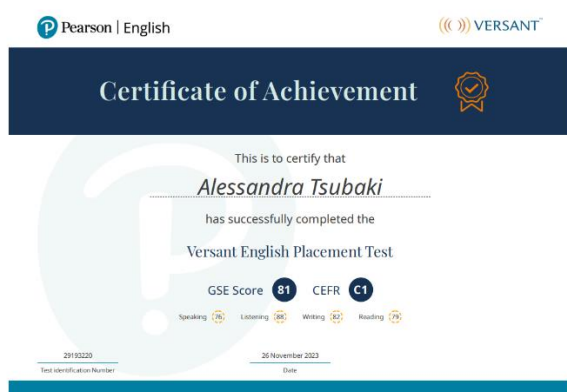 Pearson | English
((( ))) VERSANT™
Certificate of Achievement
This is to certify that
Alessandra Tsubaki
has successfully completed the
Versant English Placement Test
GSE Score 81 CEFR C1
Speaking 76 Listening 88 Writing 82 Reading 79
29193220
Test identification Number
26 November 2023
Date